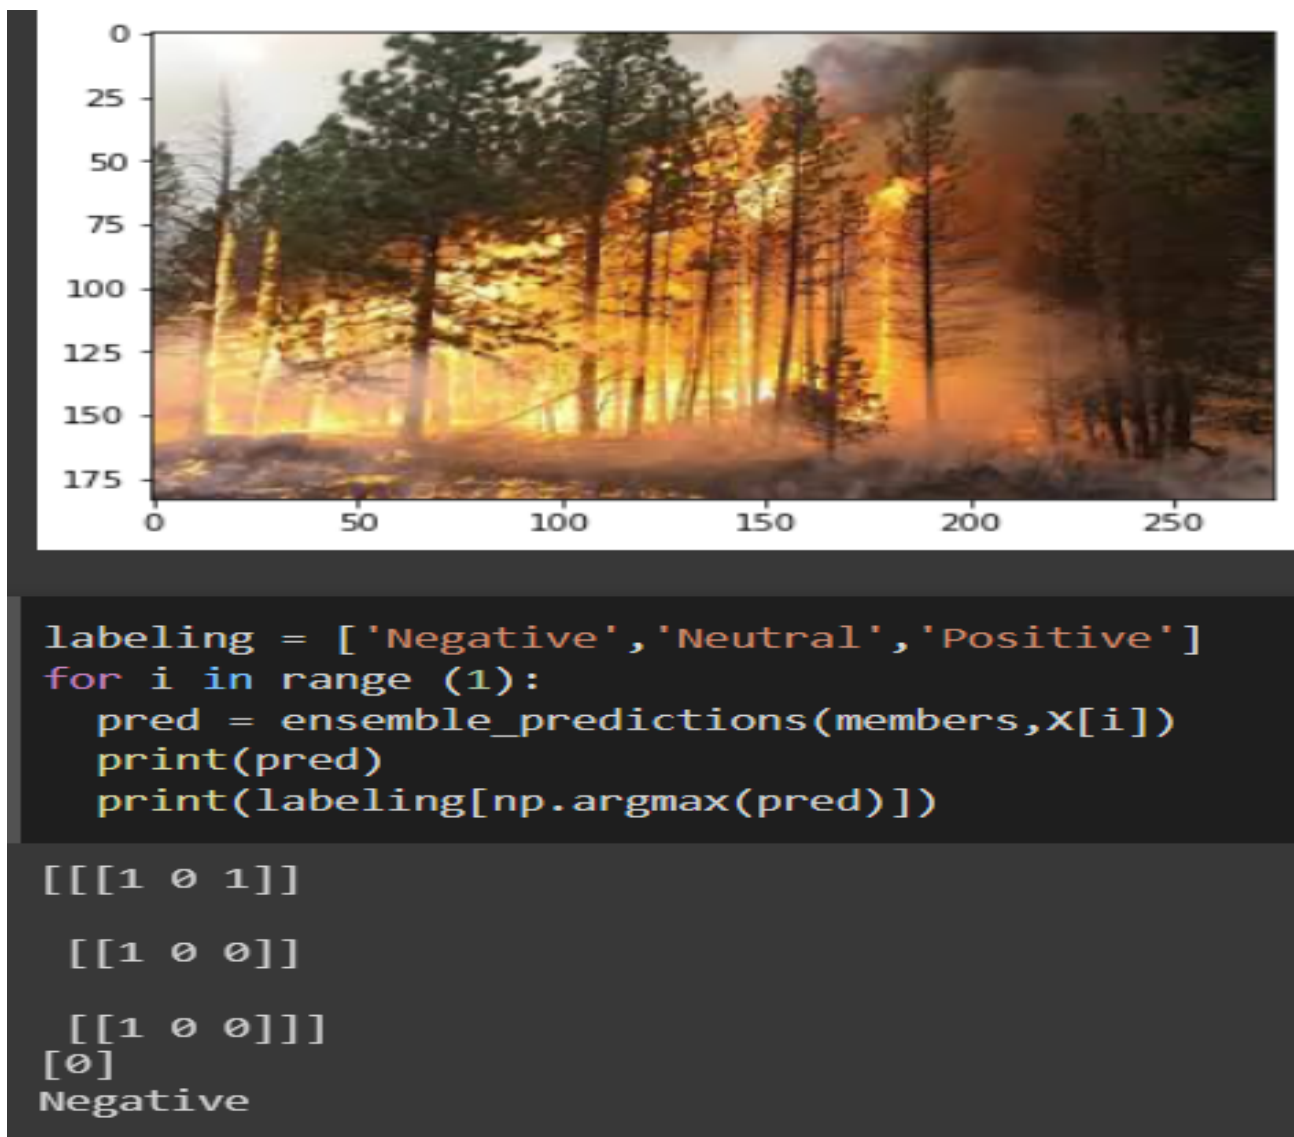 0
25
50
75
100
125
150
175
0 50 100 150 200 250
labeling = ['Negative','Neutral','Positive']
for i in range (1):
  pred = ensemble_predictions(members,X[i])
  print(pred)
  print(labeling[np.argmax(pred)])
[[[1 0 1]]
 [[1 0 0]]
 [[1 0 0]]]
[0]
Negative